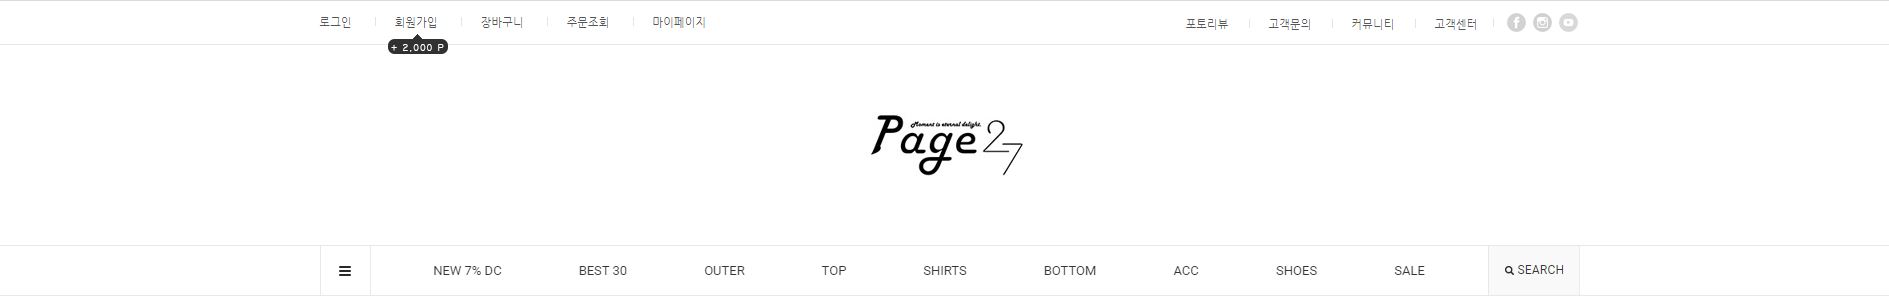 로그인 회원가입 장바구니 주문조회 마이페이지 포토리뷰 고객문의 커뮤니티 고객센터
+ 2,000 P
Moment is eternal delight.
Page 27
NEW 7% DC BEST 30 OUTER TOP SHIRTS BOTTOM ACC SHOES SALE SEARCH